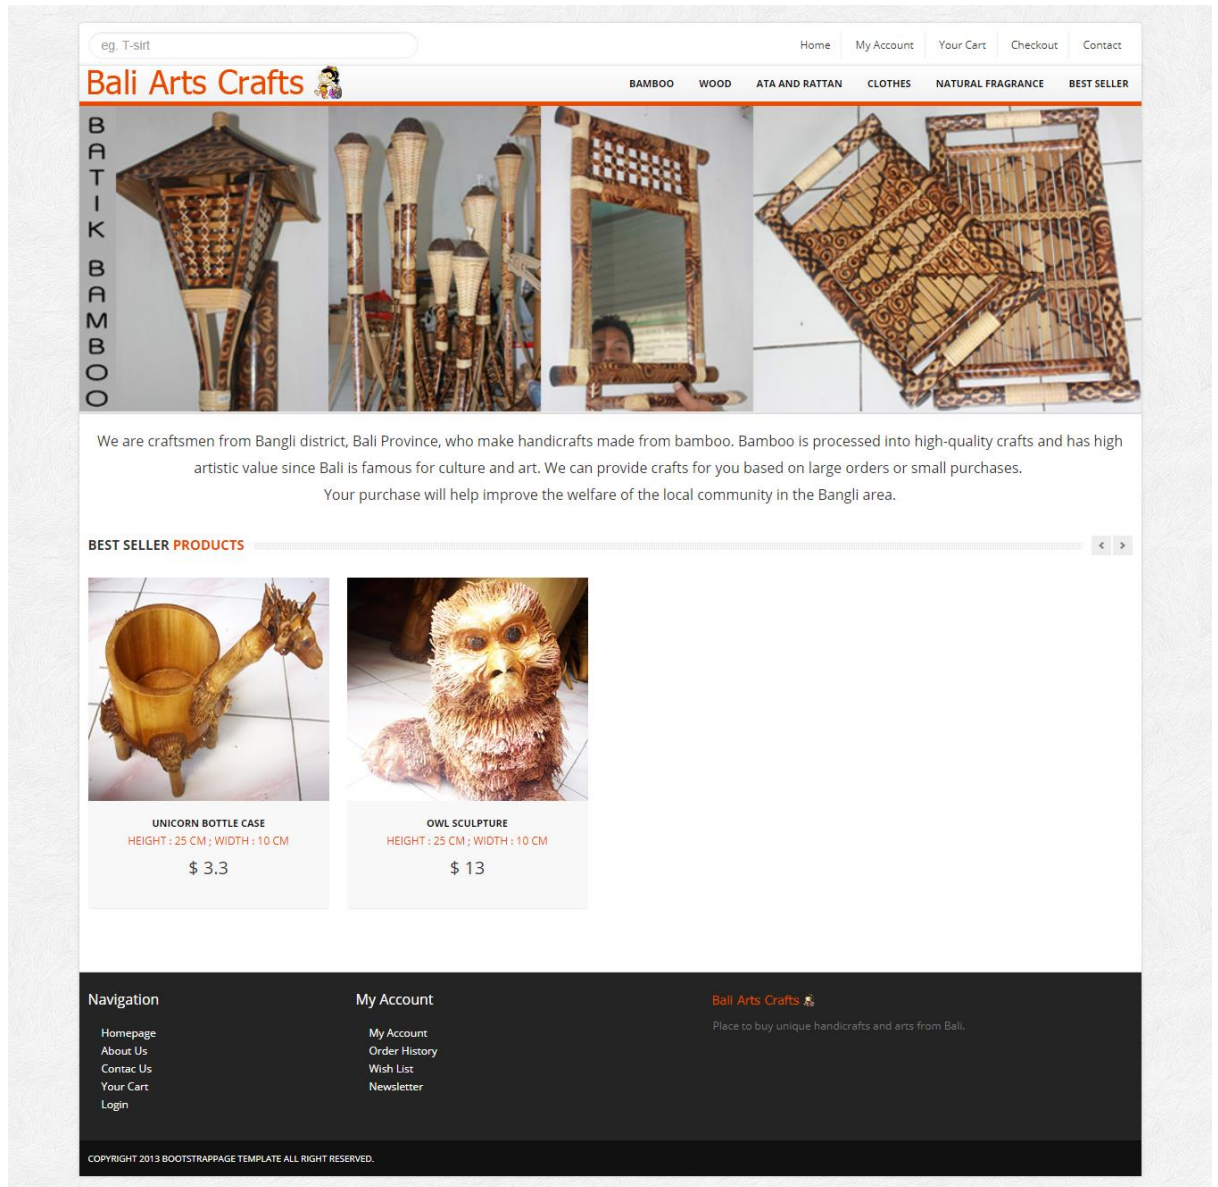 eg. T-sirt
Home My Account Your Cart Checkout Contact
Bali Arts Crafts
BAMBOO WOOD ATA AND RATTAN CLOTHES NATURAL FRAGRANCE BEST SELLER
BATIK BAMBOO
We are craftsmen from Bangli district, Bali Province, who make handicrafts made from bamboo. Bamboo is processed into high-quality crafts and has high
artistic value since Bali is famous for culture and art. We can provide crafts for you based on large orders or small purchases.
Your purchase will help improve the welfare of the local community in the Bangli area.
BEST SELLER PRODUCTS
UNICORN BOTTLE CASE
HEIGHT : 25 CM ; WIDTH : 10 CM
$ 3.3
OWL SCULPTURE
HEIGHT : 25 CM ; WIDTH : 10 CM
$ 13
Navigation
Homepage
About Us
Contac Us
Your Cart
Login
My Account
My Account
Order History
Wish List
Newsletter
Bali Arts Crafts
Place to buy unique handicrafts and arts from Bali.
COPYRIGHT 2013 BOOTSTRAPPAGE TEMPLATE ALL RIGHT RESERVED.